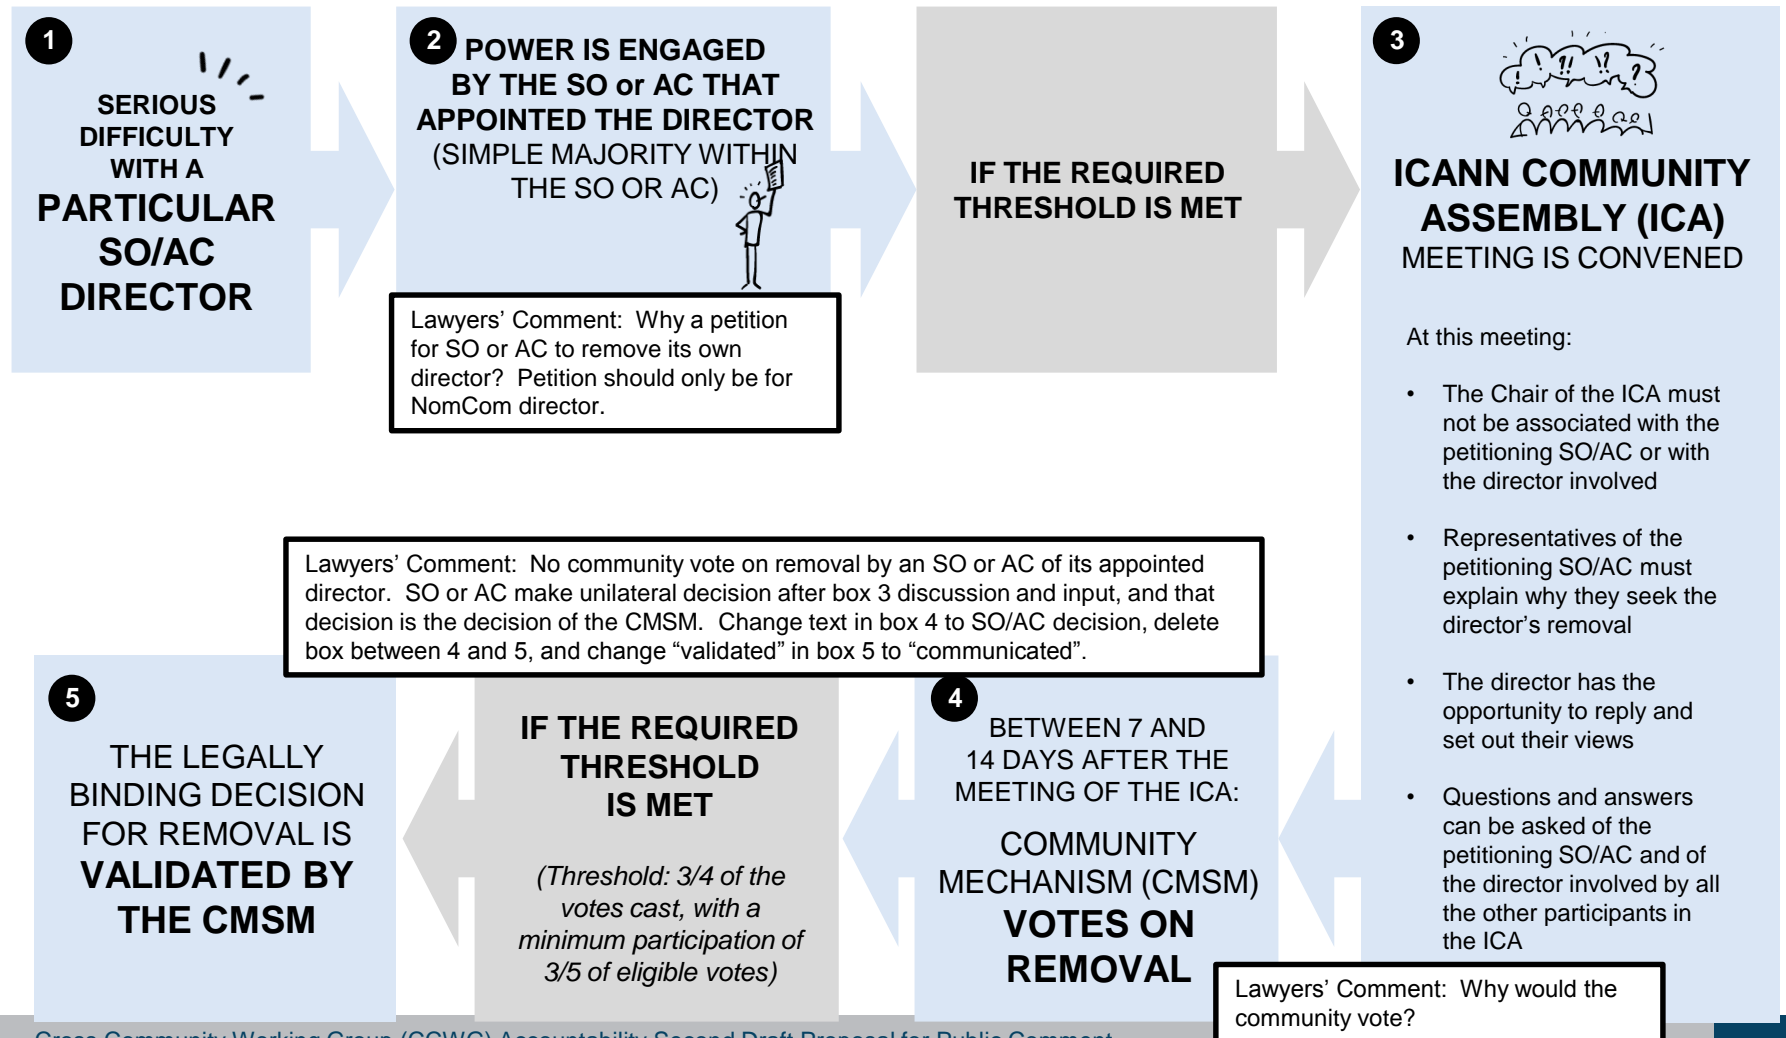 1
SERIOUS
DIFFICULTY
WITH A
PARTICULAR
SO/AC
DIRECTOR
2
POWER IS ENGAGED
BY THE SO or AC THAT
APPOINTED THE DIRECTOR
(SIMPLE MAJORITY WITHIN
THE SO OR AC)
Lawyers' Comment: Why a petition
for SO or AC to remove its own
director? Petition should only be for
NomCom director.
IF THE REQUIRED
THRESHOLD IS MET
3
! !! !? ?
ICANN COMMUNITY
ASSEMBLY (ICA)
MEETING IS CONVENED
At this meeting:
• The Chair of the ICA must
not be associated with the
petitioning SO/AC or with
the director involved
• Representatives of the
petitioning SO/AC must
explain why they seek the
director's removal
• The director has the
opportunity to reply and
set out their views
• Questions and answers
can be asked of the
petitioning SO/AC and of
the director involved by all
the other participants in
the ICA
Lawyers' Comment: Why would the
community vote?
Lawyers' Comment: No community vote on removal by an SO or AC of its appointed
director. SO or AC make unilateral decision after box 3 discussion and input, and that
decision is the decision of the CMSM. Change text in box 4 to SO/AC decision, delete
box between 4 and 5, and change “validated” in box 5 to “communicated”.
4
BETWEEN 7 AND
14 DAYS AFTER THE
MEETING OF THE ICA:
COMMUNITY
MECHANISM (CMSM)
VOTES ON
REMOVAL
IF THE REQUIRED
THRESHOLD
IS MET
(Threshold: 3/4 of the
votes cast, with a
minimum participation of
3/5 of eligible votes)
5
THE LEGALLY
BINDING DECISION
FOR REMOVAL IS
VALIDATED BY
THE CMSM
Cross Community Working Group (CCWG) Accountability Second Draft Proposal for Public Comment